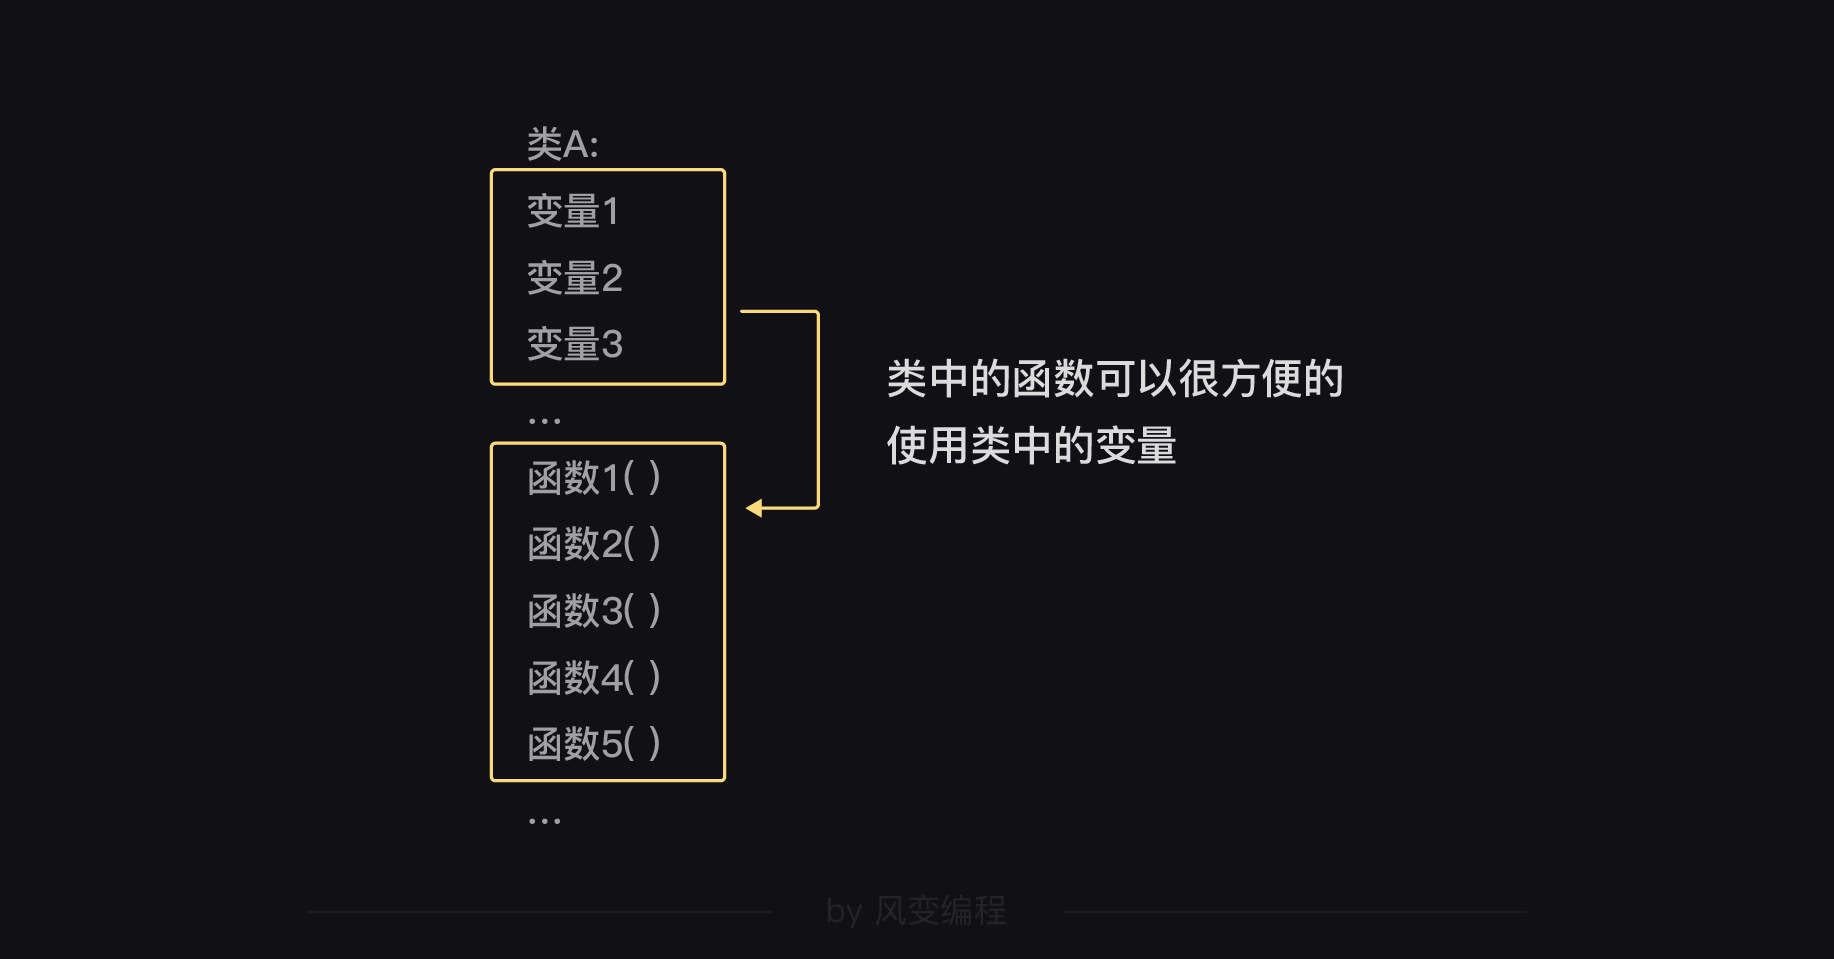 类A:
变量1
变量2
变量3
...
函数1( )
函数2( )
函数3( )
函数4( )
函数5( )
...
类中的函数可以很方便的
使用类中的变量
by 风变编程